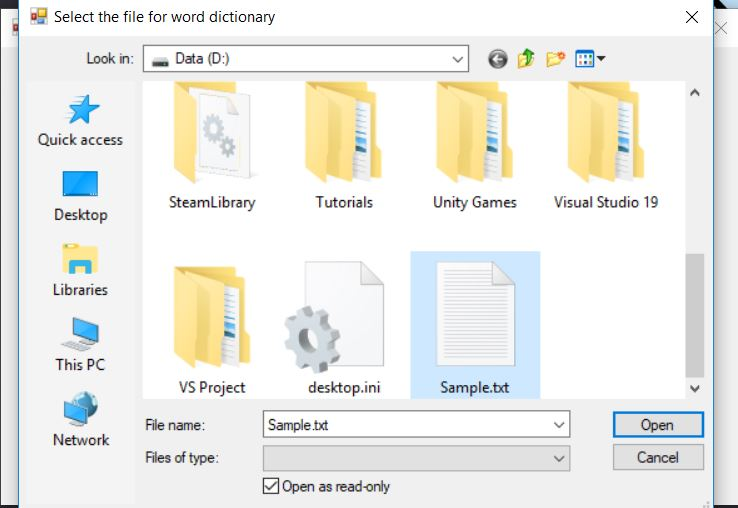 Select the file for word dictionary
Look in: Data (D:)
Quick access
Desktop
Libraries
This PC
Network
SteamLibrary Tutorials Unity Games Visual Studio 19
VS Project desktop.ini Sample.txt
File name: Sample.txt Open
Files of type: Cancel
Open as read-only